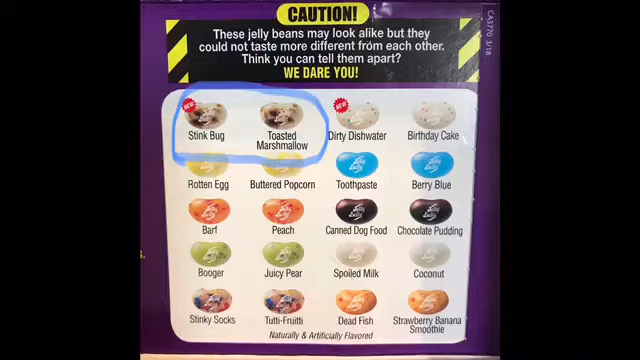 CAUTION!
These jelly beans may look alike but they
could not taste more different from each other.
Think you can tell them apart?
WE DARE YOU!
CA3770 3/18
NEW
NEW
Stink Bug
Toasted
Marshmallow
Dirty Dishwater
Birthday Cake
Rotten Egg
Buttered Popcorn
Toothpaste
Berry Blue
Barf
Peach
Canned Dog Food
Chocolate Pudding
Booger
Juicy Pear
Spoiled Milk
Coconut
Stinky Socks
Tutti-Fruitti
Dead Fish
Strawberry Banana
Smoothie
Naturally & Artificially Flavored
s.